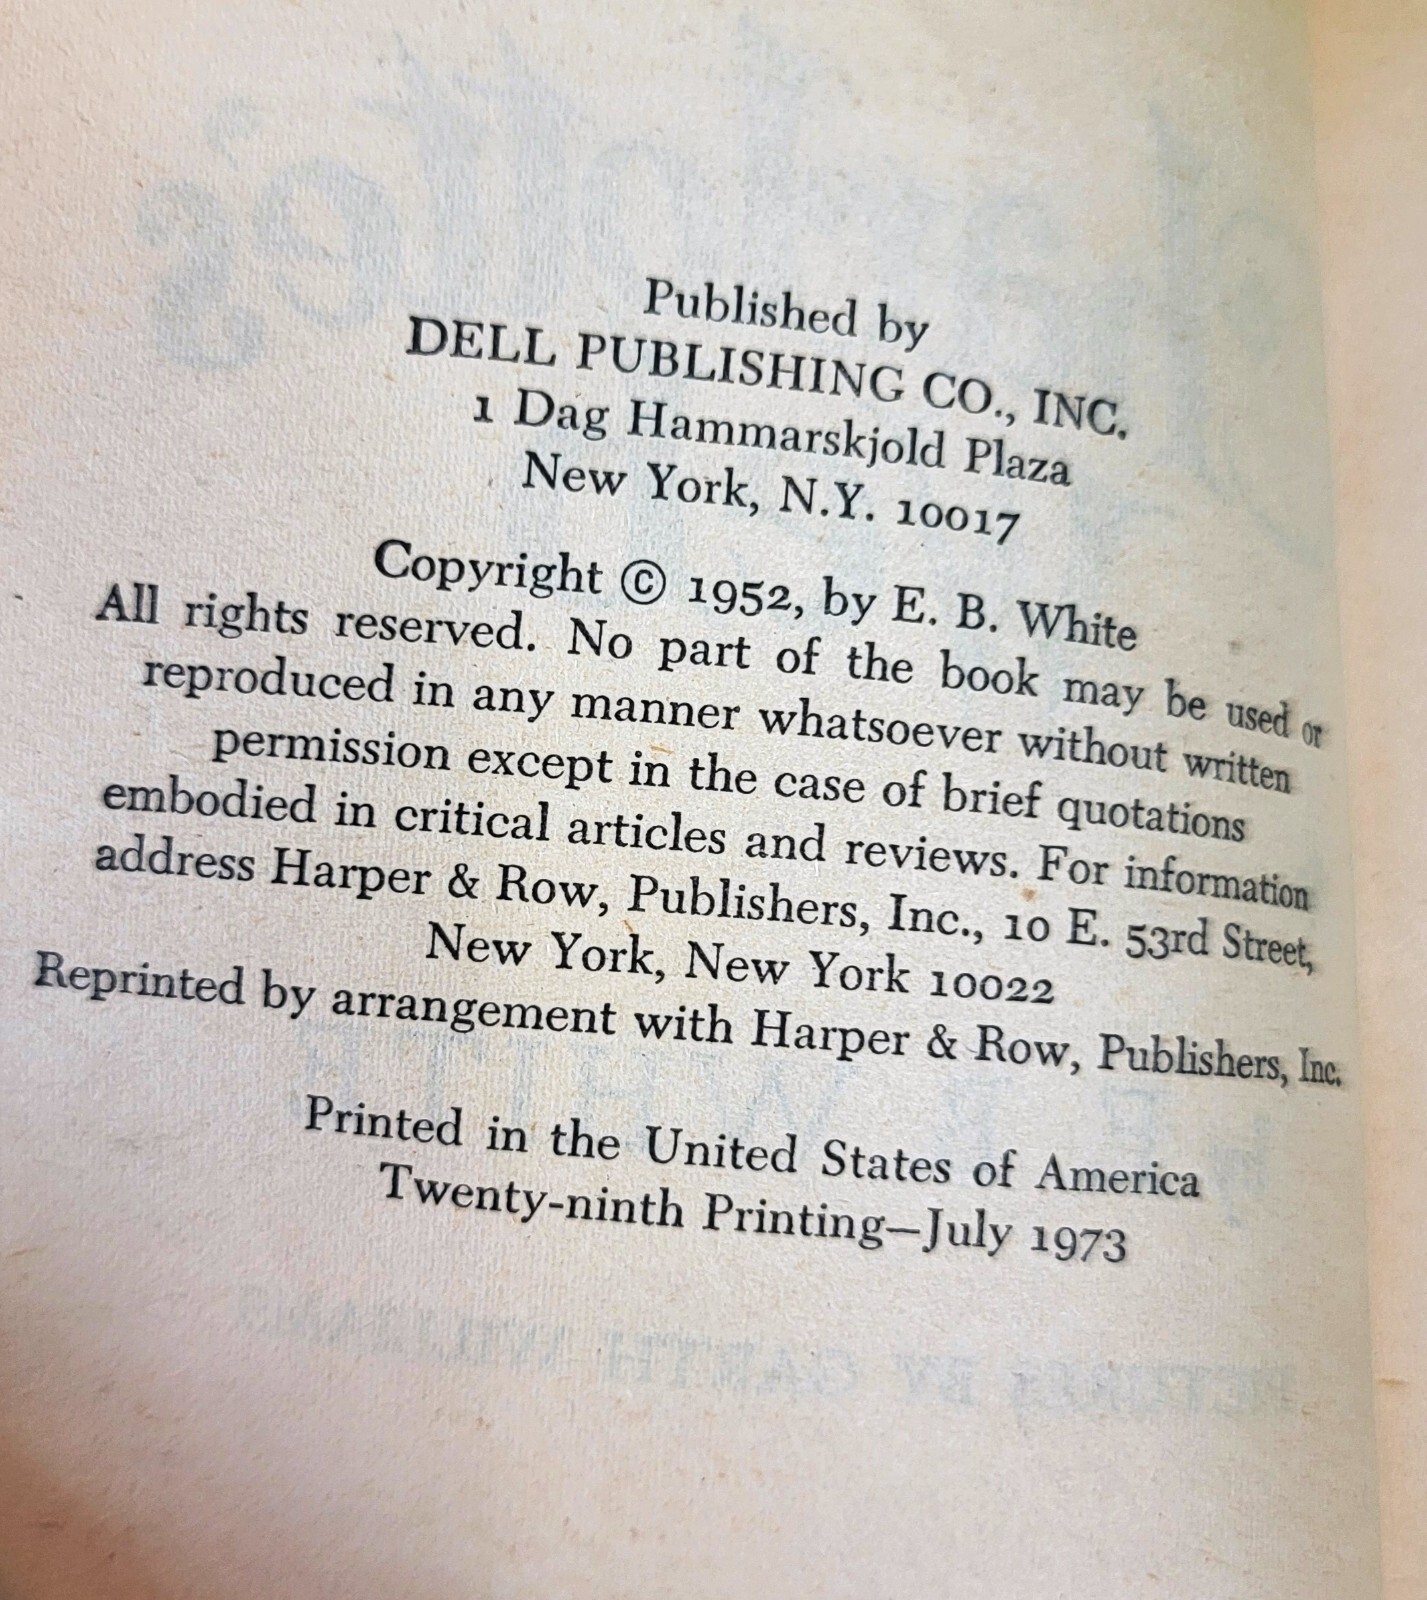 Published by
DELL PUBLISHING CO., INC.
1 Dag Hammarskjold Plaza
New York, N.Y. 10017
Copyright © 1952, by E. B. White
All rights reserved. No part of the book may be used or
reproduced in any manner whatsoever without written
permission except in the case of brief quotations
embodied in critical articles and reviews. For information
address Harper & Row, Publishers, Inc., 10 E. 53rd Street,
New York, New York 10022
Reprinted by arrangement with Harper & Row, Publishers, Inc.
Printed in the United States of America
Twenty-ninth Printing—July 1973